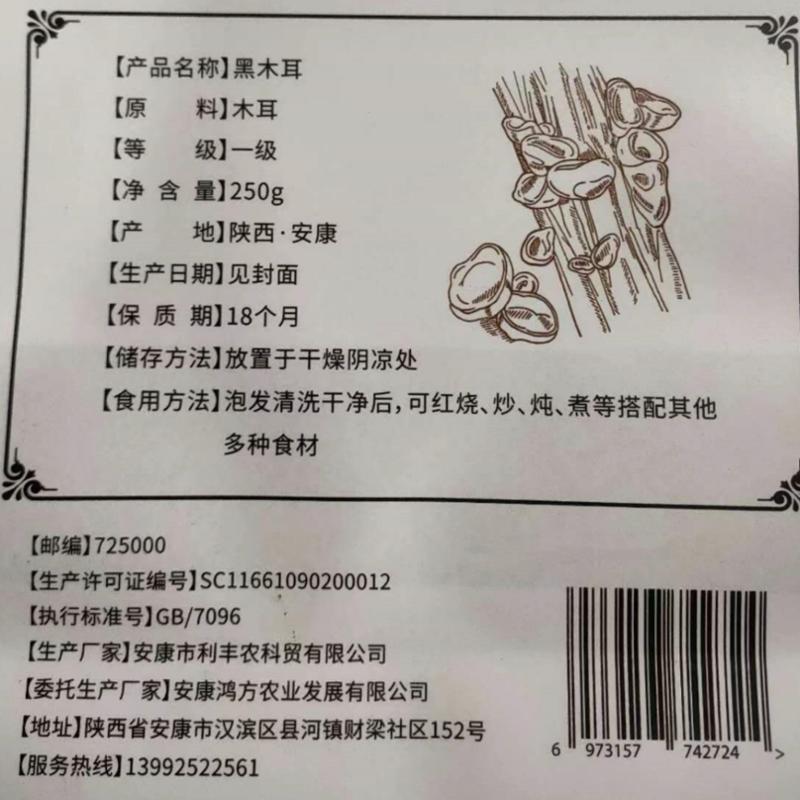 【产品名称】黑木耳
【原 料】木耳
【等 级】一级
【净 含 量】250g
【产 地】陕西·安康
【生产日期】见封面
【保 质 期】18个月
【储存方法】放置于干燥阴凉处
【食用方法】泡发清洗干净后,可红烧、炒、炖、煮等搭配其他
多种食材
【邮编】725000
【生产许可证编号】SC11661090200012
【执行标准号】GB/7096
【生产厂家】安康市利丰农科贸有限公司
【委托生产厂家】安康鸿方农业发展有限公司
【地址】陕西省安康市汉滨区县河镇财梁社区152号
【服务热线】13992522561
6 973157 742724 >